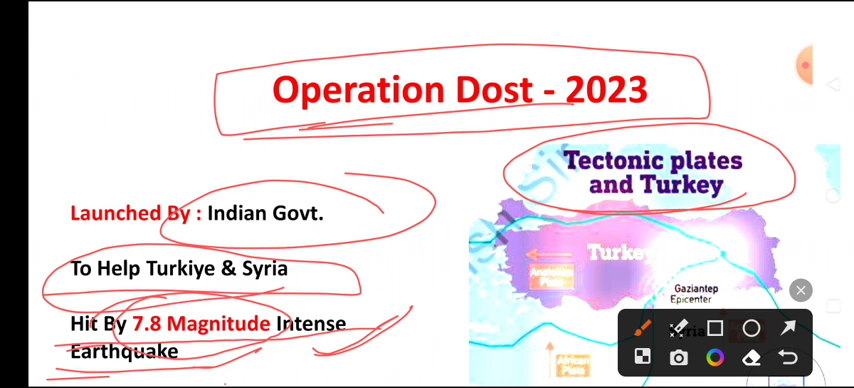 Operation Dost - 2023
Tectonic plates
and Turkey
Launched By : Indian Govt.
To Help Turkiye & Syria
Hit By 7.8 Magnitude Intense
Earthquake
Turkey
Anatolian
Plate
Gaziantep
Epicenter
Syria
Plate